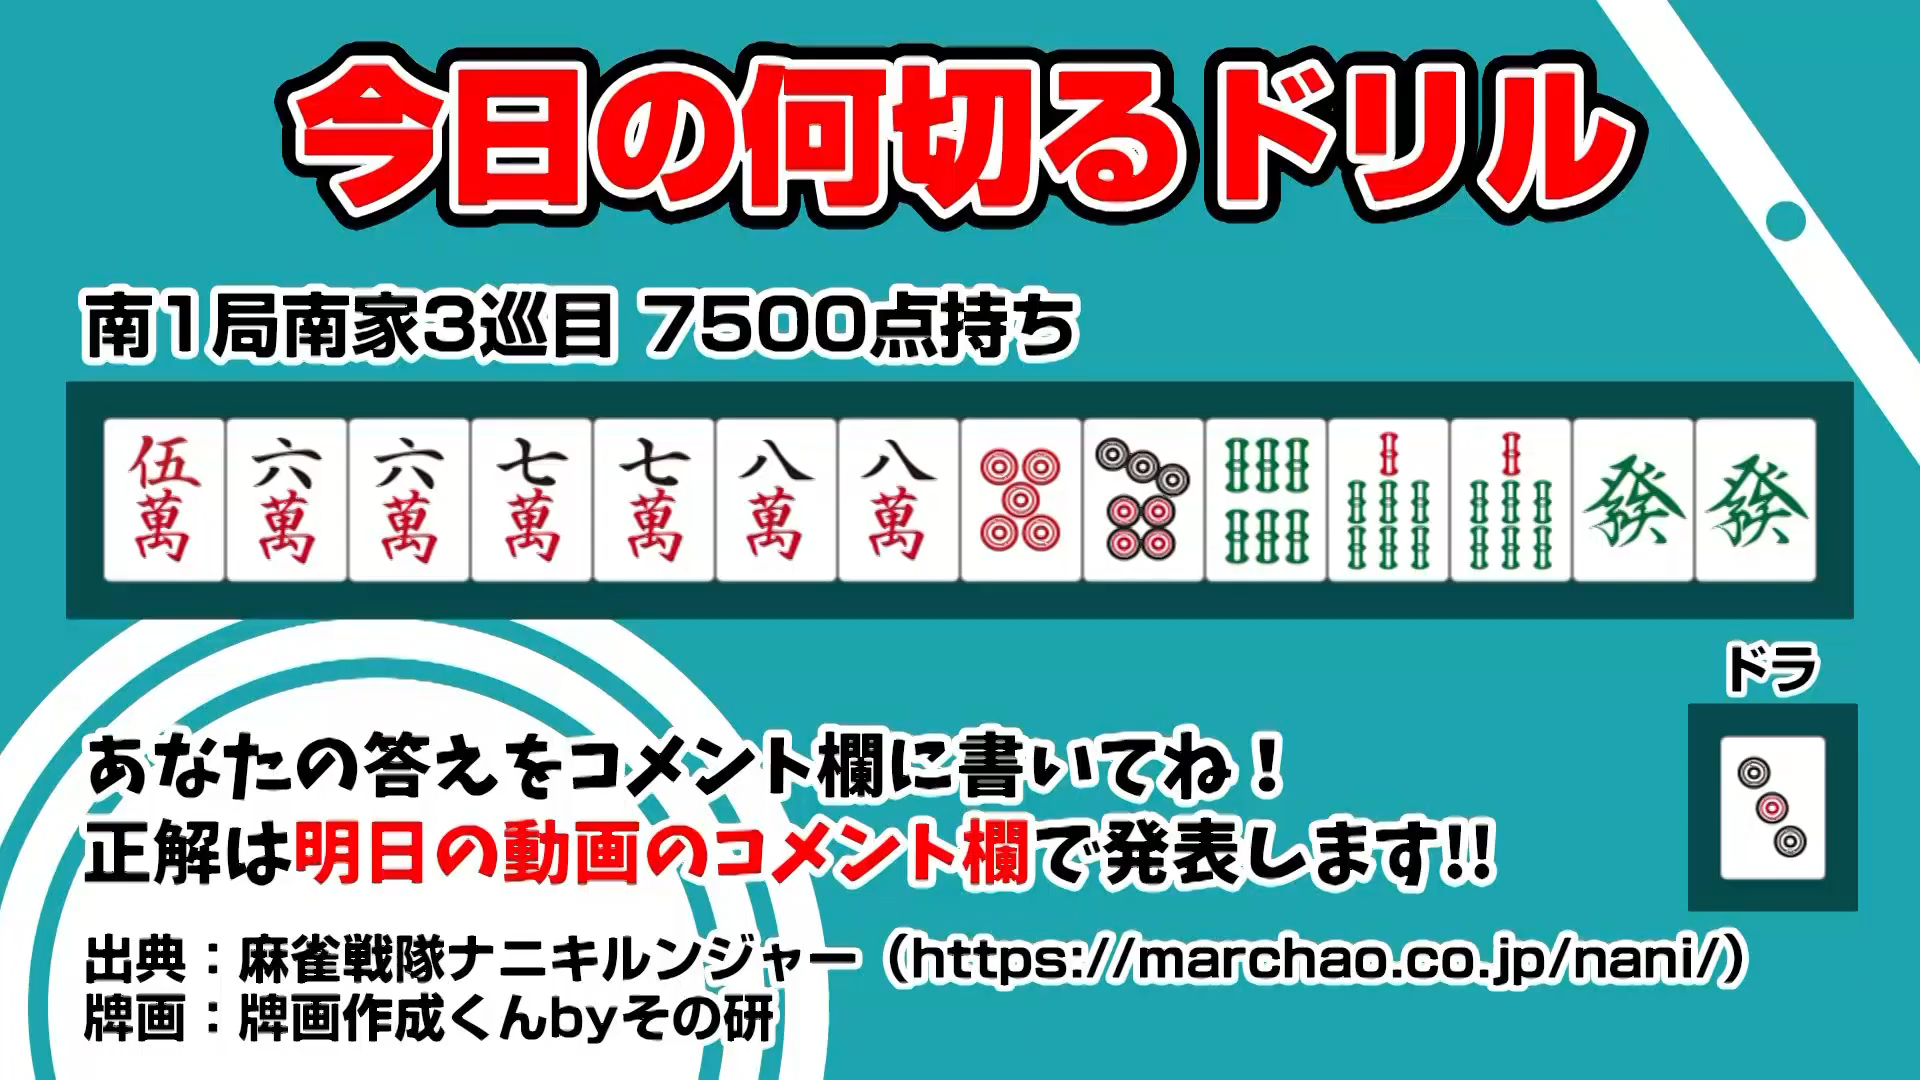 今日の何切るドリル
南1局南家3巡目 7500点持ち
伍萬 六萬 六萬 七萬 七萬 八萬 八萬 發 發
ドラ
あなたの答えをコメント欄に書いてね！
正解は明日の動画のコメント欄で発表します!!
出典：麻雀戦隊ナニキルンジャー（https://marchao.co.jp/nani/）
牌画：牌画作成くんbyその研